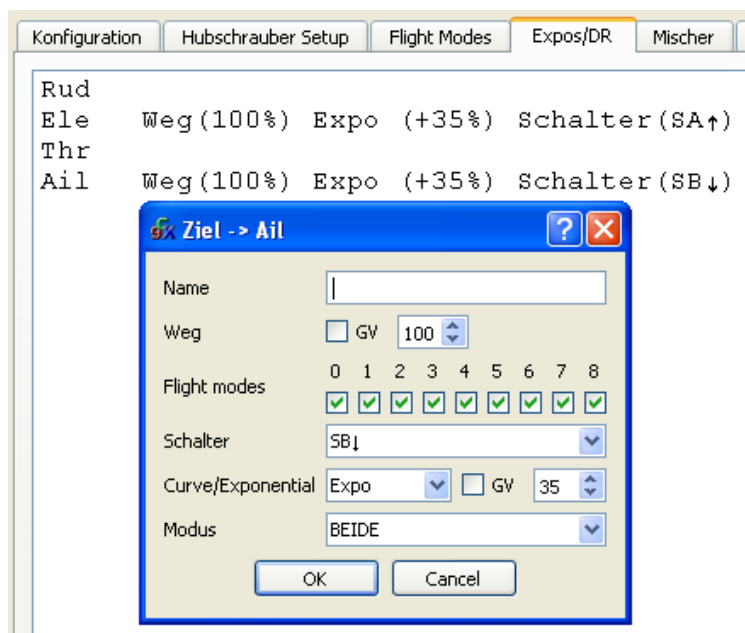 Konfiguration Hubschrauber Setup Flight Modes Expos/DR Mischer
Rud
Ele Weg(100%) Expo (+35%) Schalter(SA↑)
Thr
Ail Weg(100%) Expo (+35%) Schalter(SB↓)
Ziel -> Ail
Name
Weg GV 100
0 1 2 3 4 5 6 7 8
Flight modes
Schalter SB↓
Curve/Exponential Expo GV 35
Modus BEIDE
OK Cancel